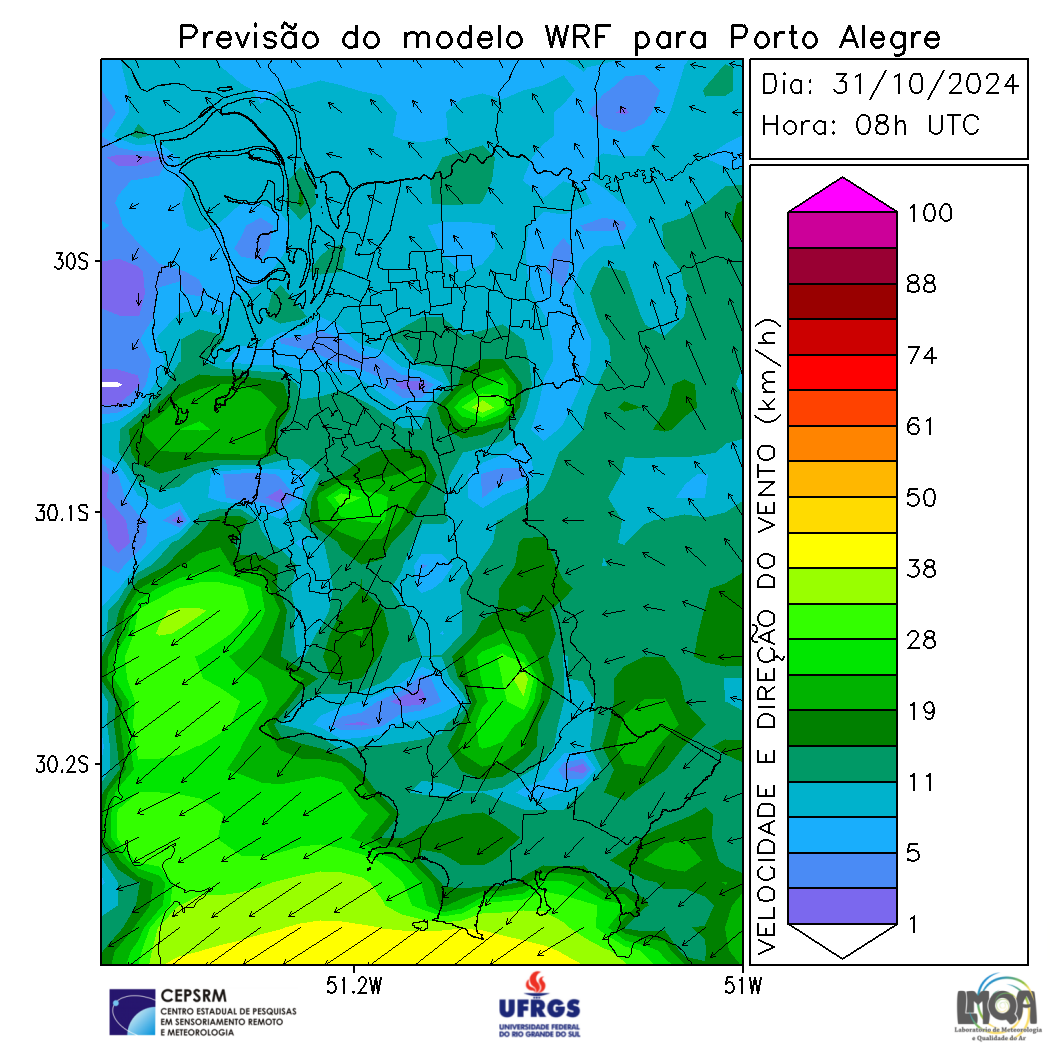 Previsão do modelo WRF para Porto Alegre
Dia: 31/10/2024
Hora: 08h UTC
30S
30.1S
30.2S
51.2W
51W
VELOCIDADE E DIREÇÃO DO VENTO (km/h)
100
88
74
61
50
38
28
19
11
5
1
CEPSRM
CENTRO ESTADUAL DE PESQUISAS
EM SENSORIAMENTO REMOTO
E METEOROLOGIA
UFRGS
UNIVERSIDADE FEDERAL
DO RIO GRANDE DO SUL
LMQA
Laboratório de Meteorologia
e Qualidade do Ar